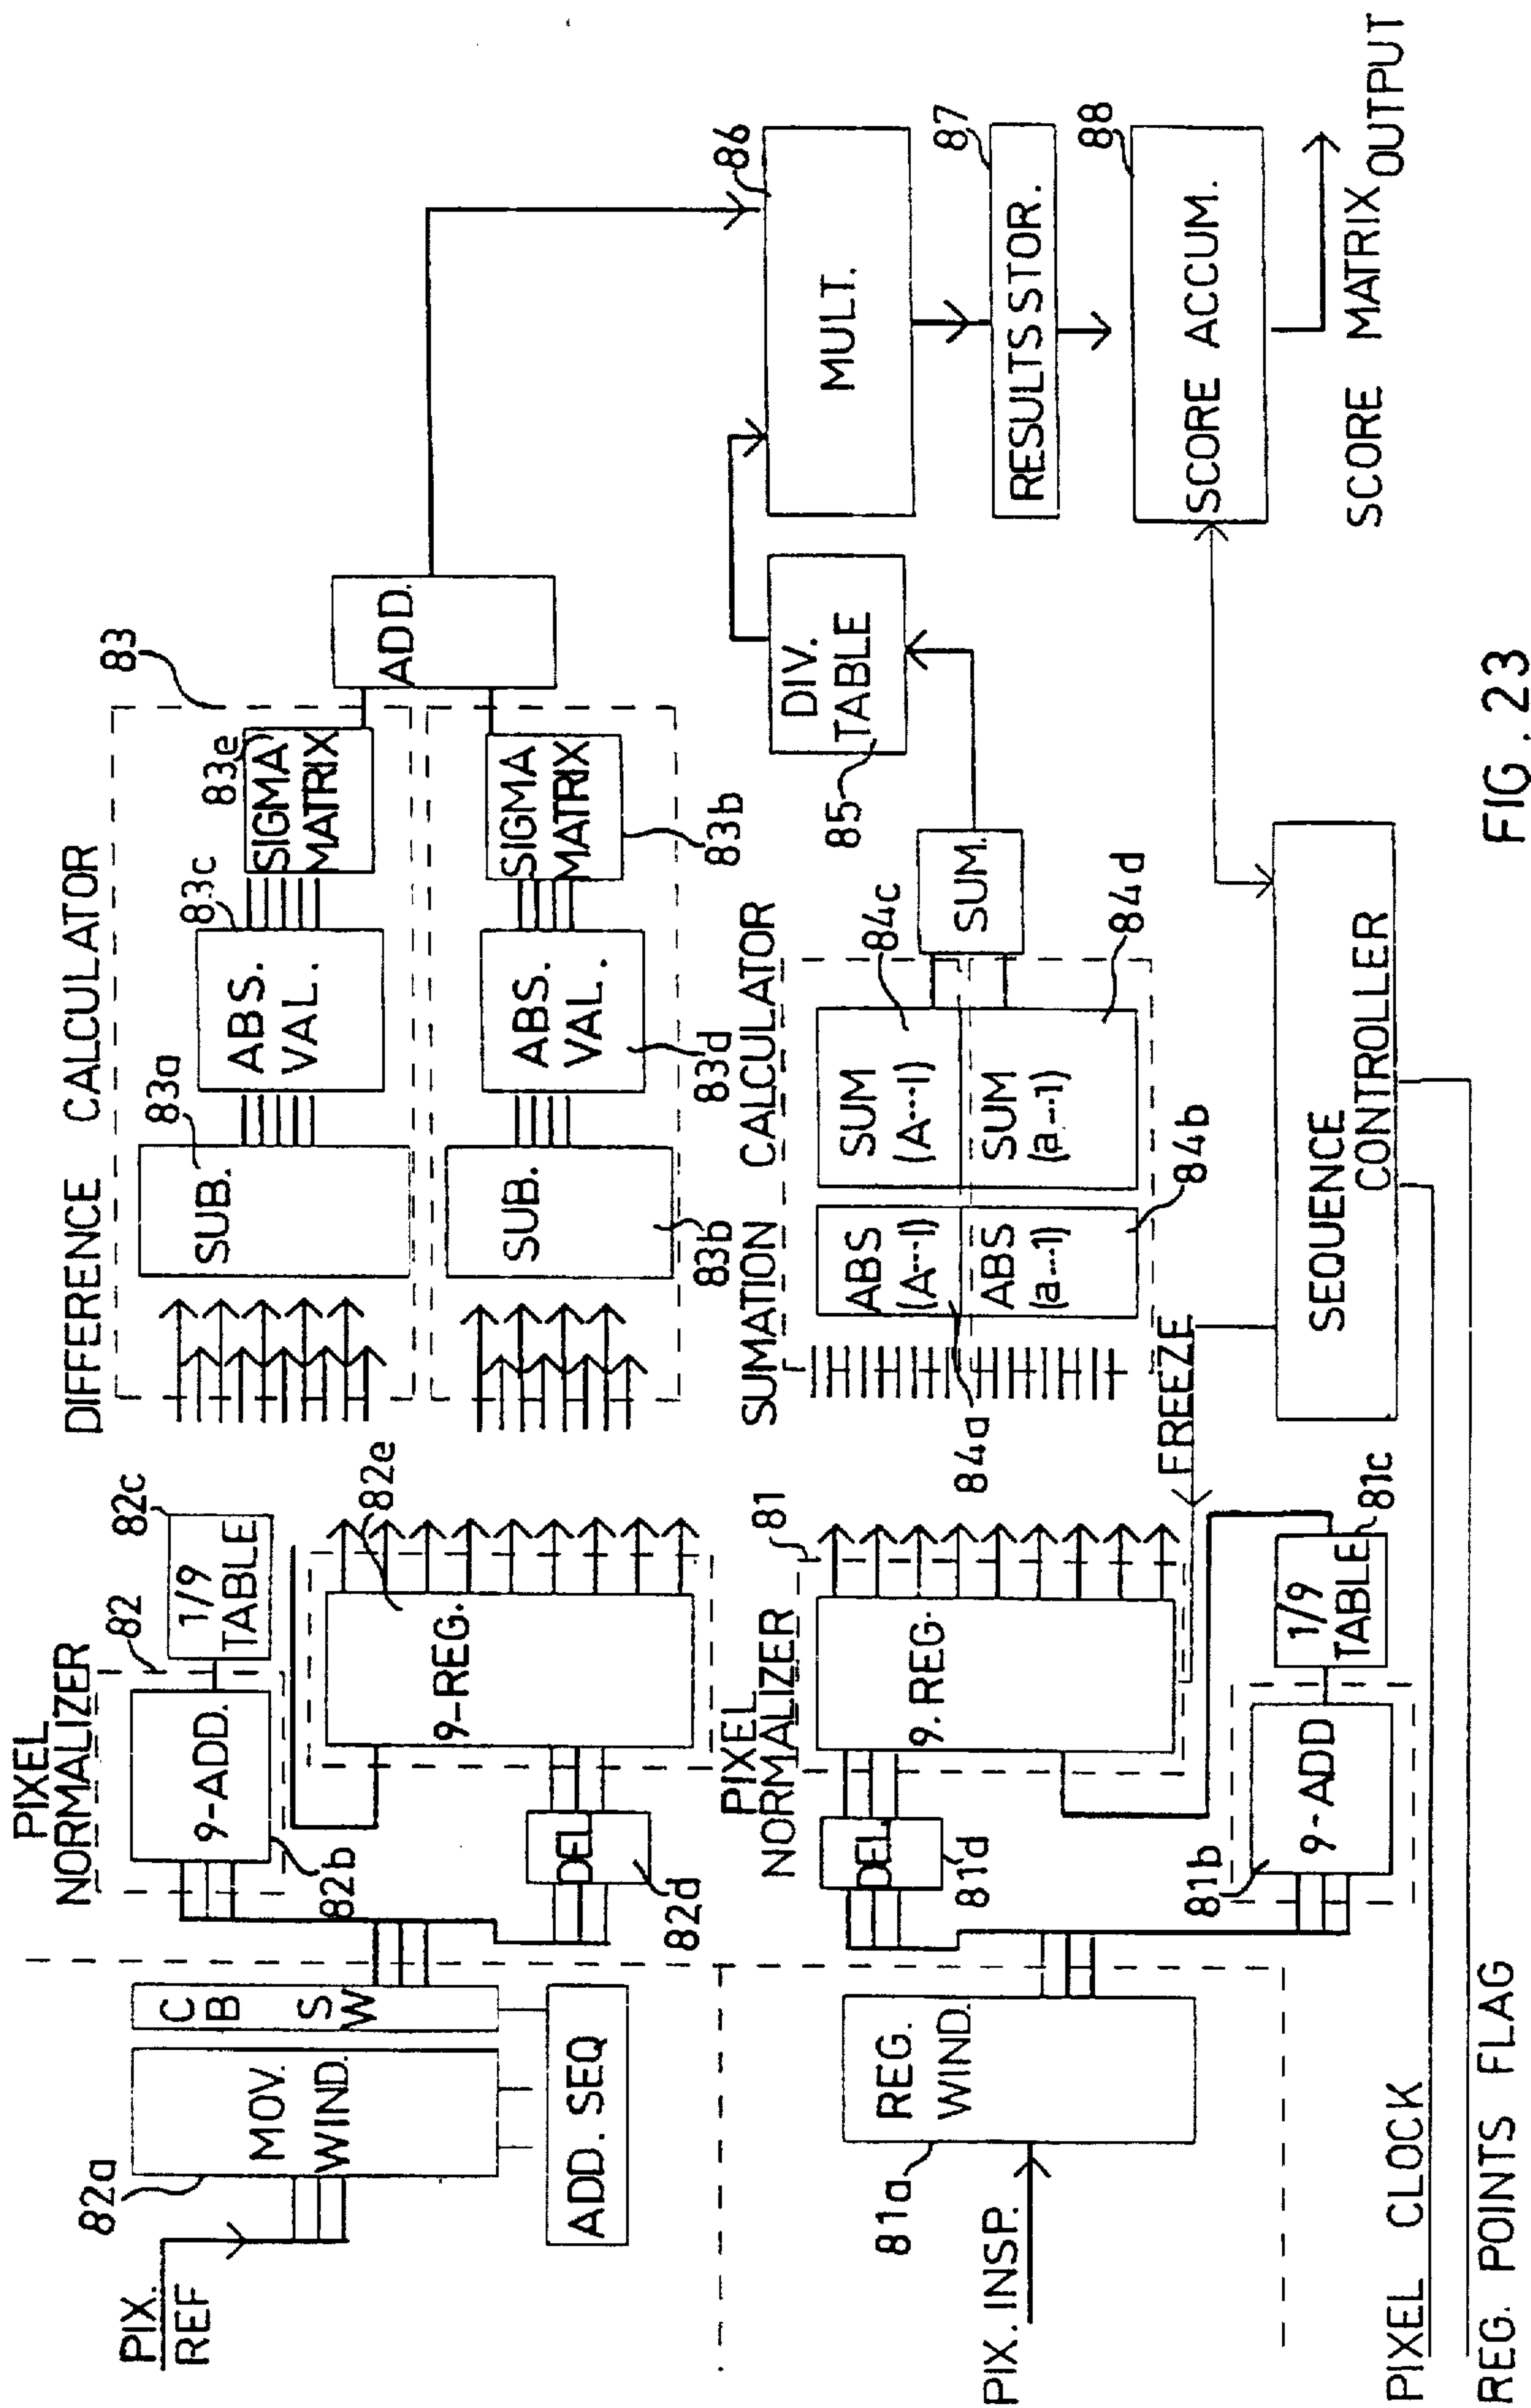 PIX.
REF
82a
MOV.
WIND.
C
B
S
W
ADD. SEQ
PIXEL
NORMALIZER
82
9-ADD.
82b
82c
1/9
TABLE
DEL.
82d
9-REG.
82e
DIFFERENCE CALCULATOR
83
83a
SUB.
83c
ABS.
VAL.
83e
SIGMA
MATRIX
SUB.
83b
ABS.
VAL.
83d
SIGMA
MATRIX
83b
ADD.
PIX. INSP.
81a
REG.
WIND.
PIXEL
NORMALIZER
81
DEL.
81d
9.REG.
81b
9-ADD
1/9
TABLE
81c
FREEZE
SUMATION CALCULATOR
84a
ABS
(A---I)
ABS
(a---1)
84b
SUM
(A---I)
84c
SUM
(a---1)
84d
SUM.
85
DIV.
TABLE
86
MULT.
87
RESULTS STOR.
88
SCORE ACCUM.
SCORE MATRIX
OUTPUT
SEQUENCE
CONTROLLER
PIXEL CLOCK
REG. POINTS FLAG
FIG. 23